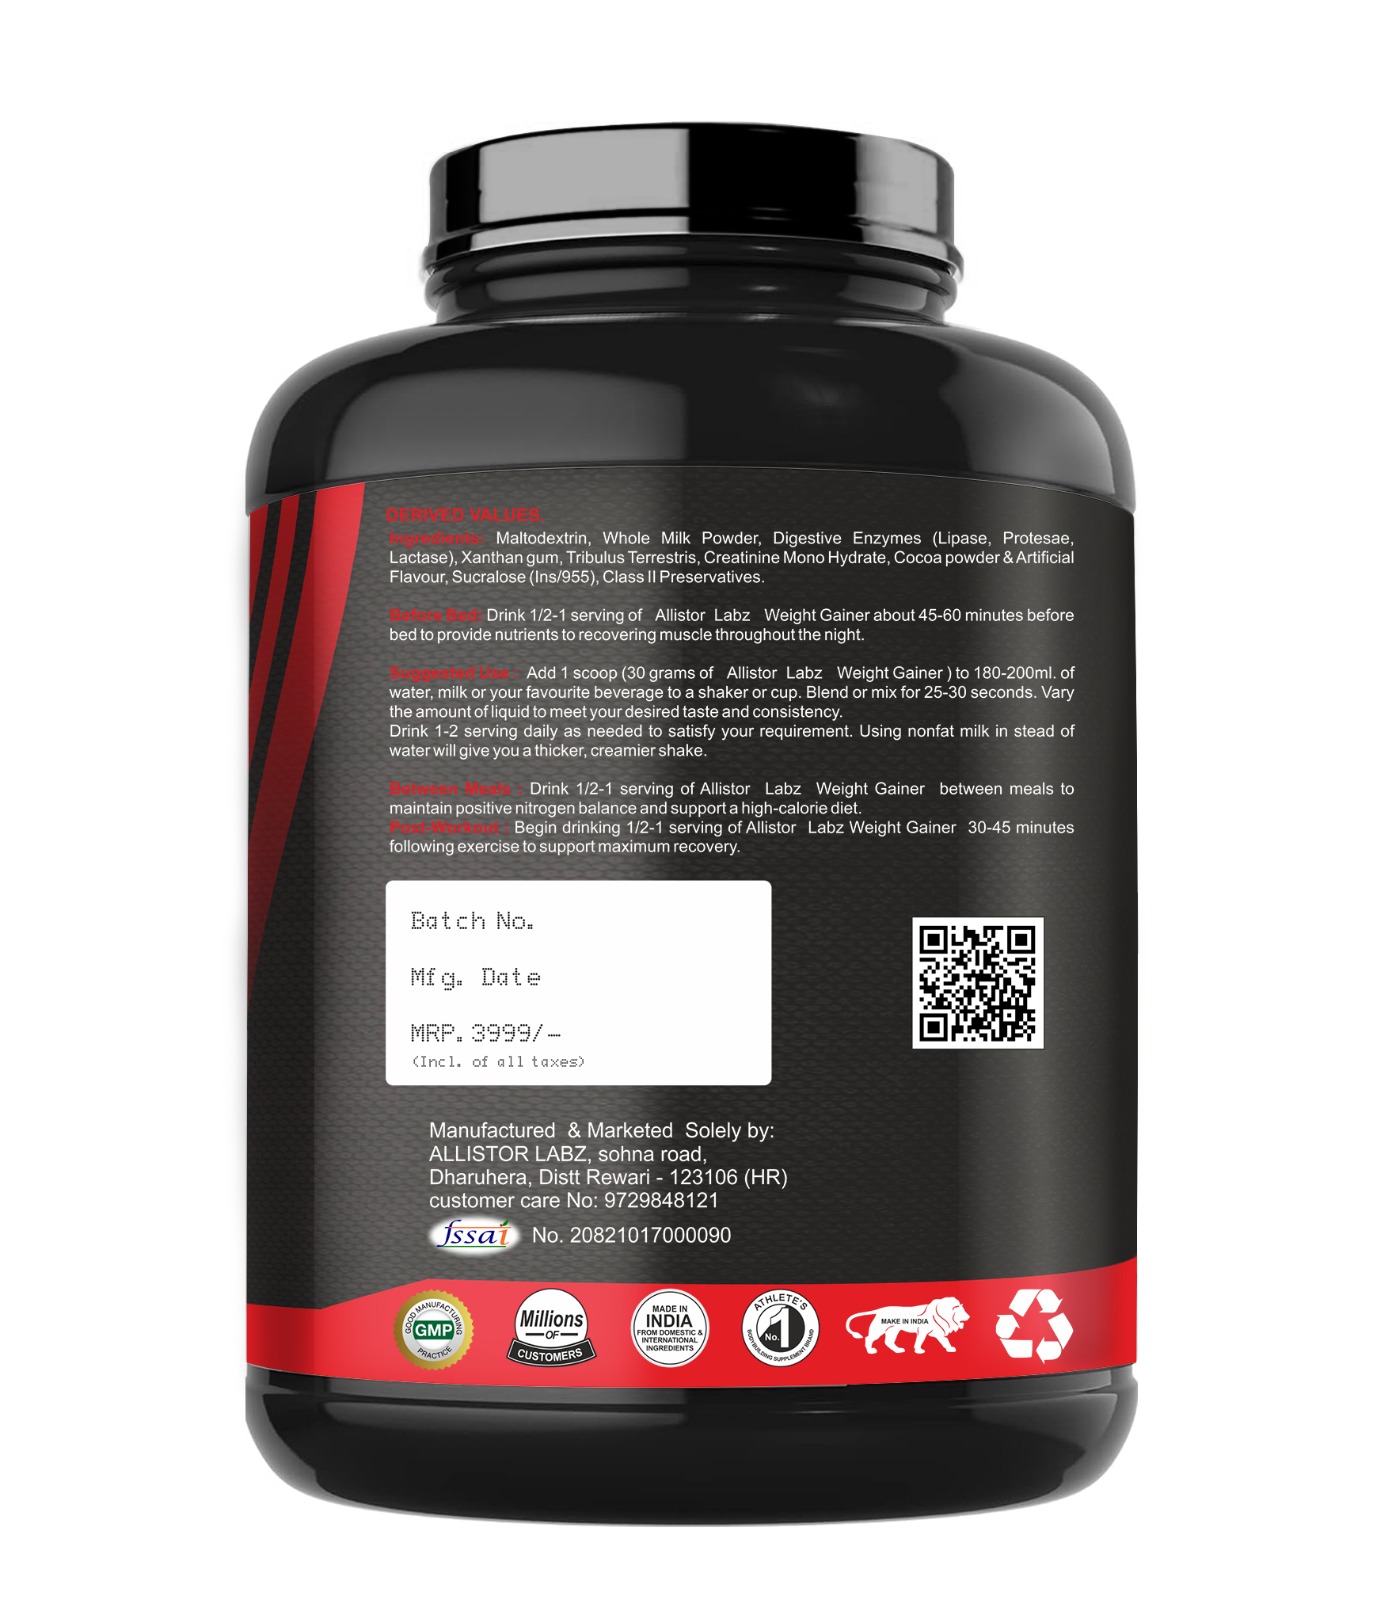 DERIVED VALUES.
Ingredients: Maltodextrin, Whole Milk Powder, Digestive Enzymes (Lipase, Protesae,
Lactase), Xanthan gum, Tribulus Terrestris, Creatinine Mono Hydrate, Cocoa powder & Artificial
Flavour, Sucralose (Ins/955), Class II Preservatives.
Before Bed: Drink 1/2-1 serving of Allistor Labz Weight Gainer about 45-60 minutes before
bed to provide nutrients to recovering muscle throughout the night.
Suggested Use : Add 1 scoop (30 grams of Allistor Labz Weight Gainer ) to 180-200ml. of
water, milk or your favourite beverage to a shaker or cup. Blend or mix for 25-30 seconds. Vary
the amount of liquid to meet your desired taste and consistency.
Drink 1-2 serving daily as needed to satisfy your requirement. Using nonfat milk in stead of
water will give you a thicker, creamier shake.
Between Meals : Drink 1/2-1 serving of Allistor Labz Weight Gainer between meals to
maintain positive nitrogen balance and support a high-calorie diet.
Post-Workout : Begin drinking 1/2-1 serving of Allistor Labz Weight Gainer 30-45 minutes
following exercise to support maximum recovery.
Batch No.
Mfg. Date
MRP. 3999/-
(Incl. of all taxes)
Manufactured & Marketed Solely by:
ALLISTOR LABZ, sohna road,
Dharuhera, Distt Rewari - 123106 (HR)
customer care No: 9729848121
fssai No. 20821017000090
GOOD MANUFACTURING
GMP
PRACTICE
Millions
OF
CUSTOMERS
MADE IN
INDIA
FROM DOMESTIC &
INTERNATIONAL
INGREDIENTS
ATHLETE'S
No.1
BODYBUILDING SUPPLEMENT BRAND
MAKE IN INDIA